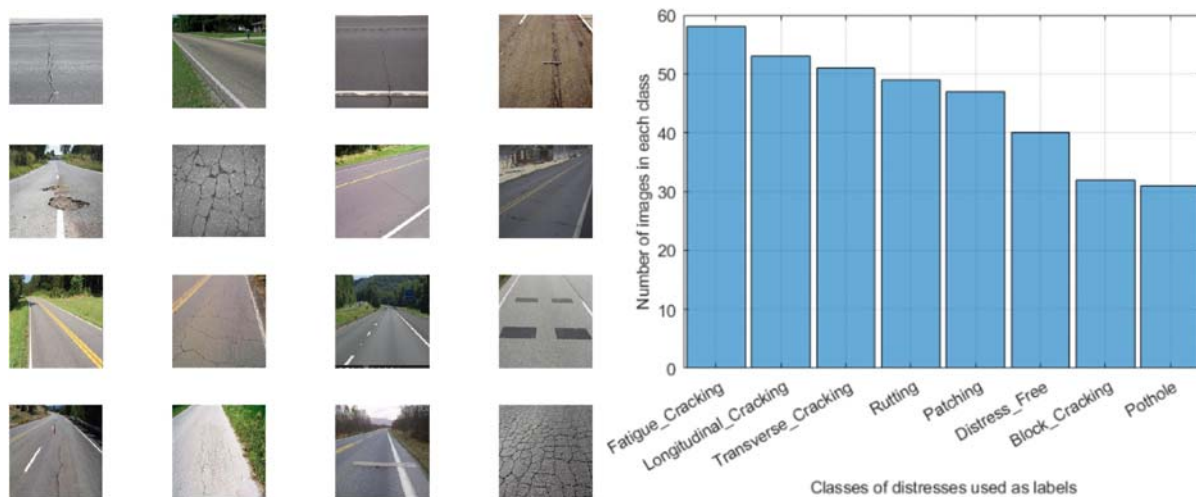 Number of images in each class
60
50
40
30
20
10
0
Fatigue_Cracking
Longitudinal_Cracking
Transverse_Cracking
Rutting
Patching
Distress_Free
Block_Cracking
Pothole
Classes of distresses used as labels